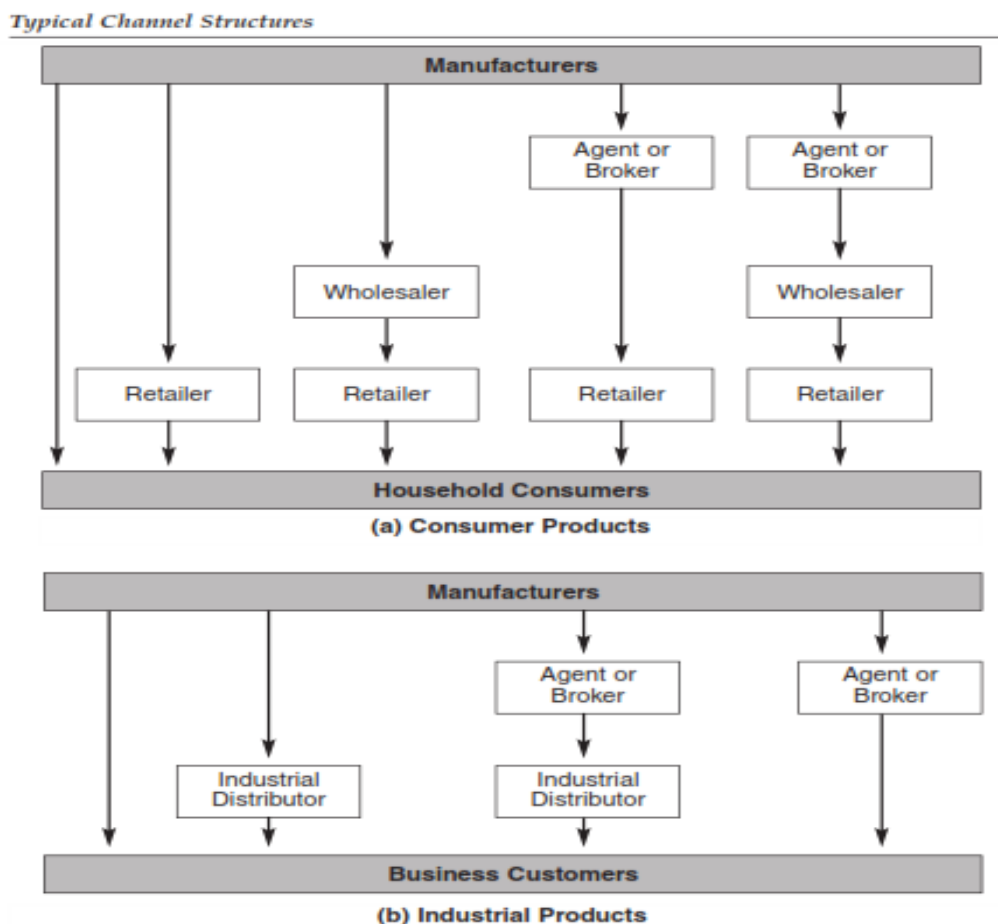 Typical Channel Structures
Manufacturers
Agent or
Broker
Agent or
Broker
Wholesaler
Wholesaler
Retailer
Retailer
Retailer
Retailer
Household Consumers
(a) Consumer Products
Manufacturers
Agent or
Broker
Agent or
Broker
Industrial
Distributor
Industrial
Distributor
Business Customers
(b) Industrial Products